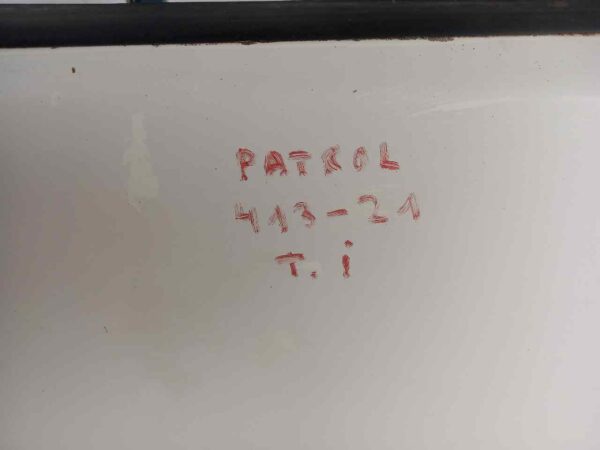 PATROL
413-21
T. i